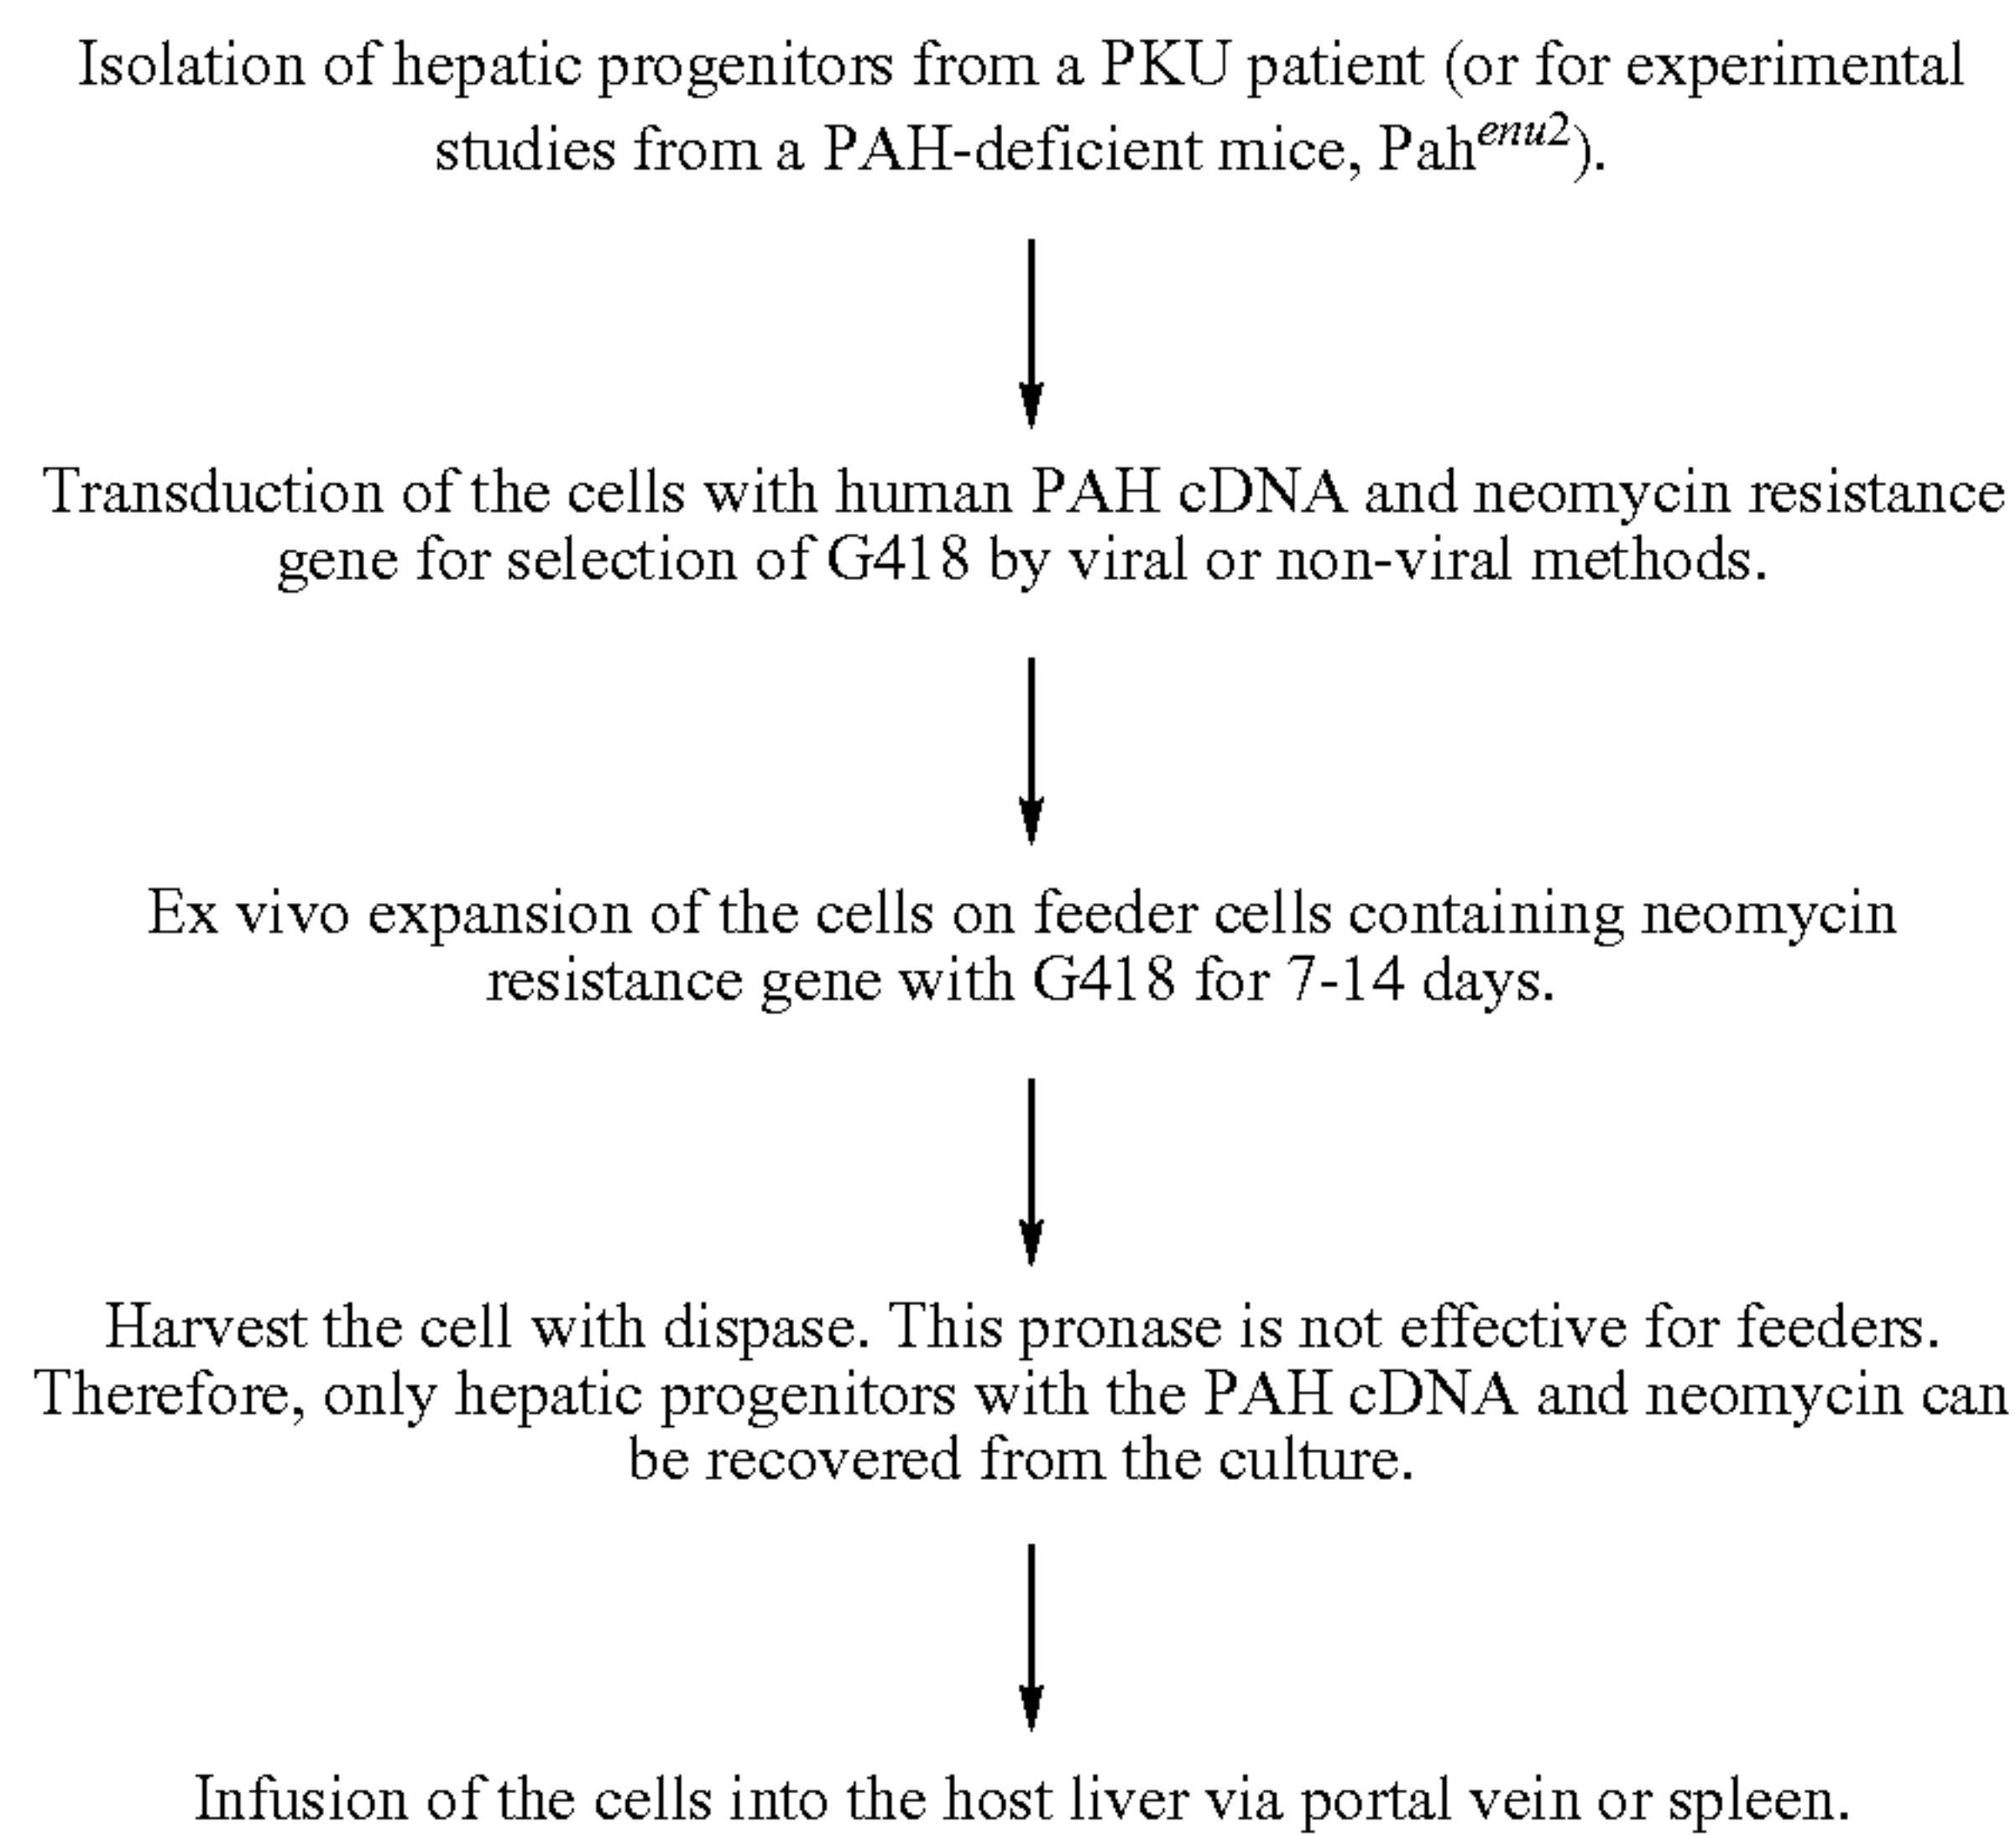 Isolation of hepatic progenitors from a PKU patient (or for experimental
studies from a PAH-deficient mice, Pah^enu2).
Transduction of the cells with human PAH cDNA and neomycin resistance
gene for selection of G418 by viral or non-viral methods.
Ex vivo expansion of the cells on feeder cells containing neomycin
resistance gene with G418 for 7-14 days.
Harvest the cell with dispase. This pronase is not effective for feeders.
Therefore, only hepatic progenitors with the PAH cDNA and neomycin can
be recovered from the culture.
Infusion of the cells into the host liver via portal vein or spleen.